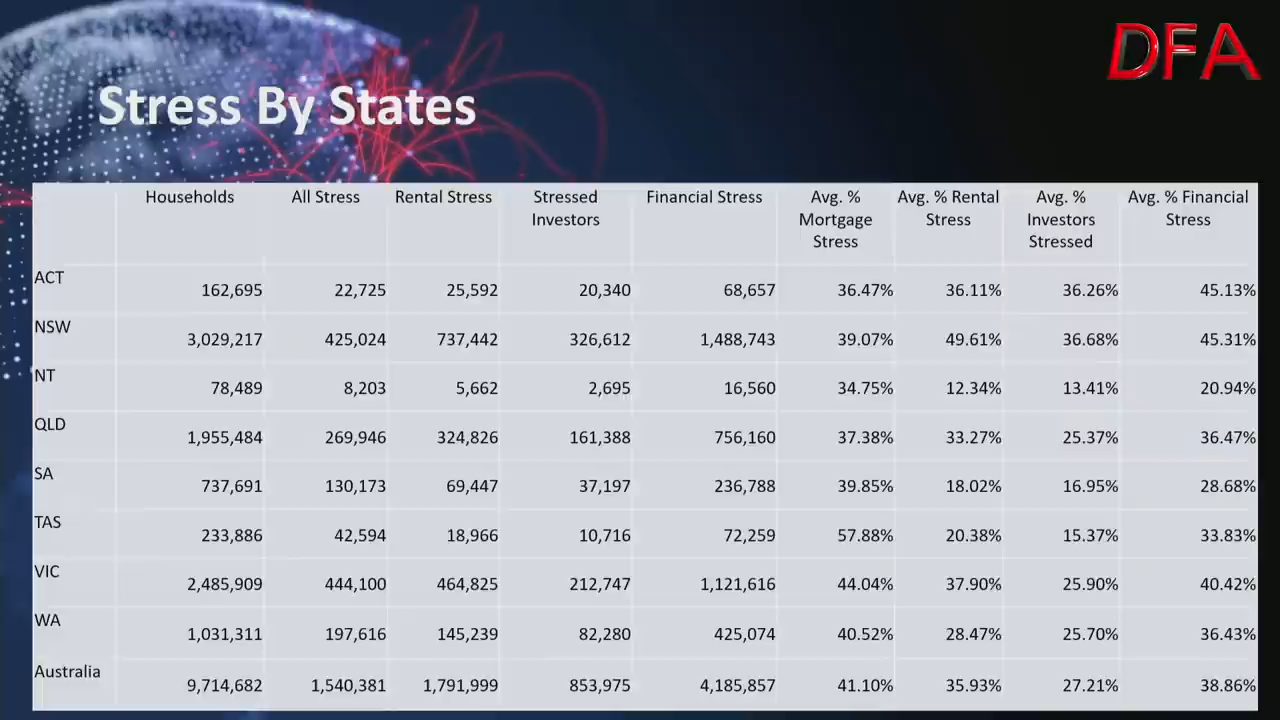 DFA
Stress By States
Households All Stress Rental Stress Stressed Investors Financial Stress Avg. % Mortgage Stress Avg. % Rental Stress Avg. % Investors Stressed Avg. % Financial Stress
ACT 162,695 22,725 25,592 20,340 68,657 36.47% 36.11% 36.26% 45.13%
NSW 3,029,217 425,024 737,442 326,612 1,488,743 39.07% 49.61% 36.68% 45.31%
NT 78,489 8,203 5,662 2,695 16,560 34.75% 12.34% 13.41% 20.94%
QLD 1,955,484 269,946 324,826 161,388 756,160 37.38% 33.27% 25.37% 36.47%
SA 737,691 130,173 69,447 37,197 236,788 39.85% 18.02% 16.95% 28.68%
TAS 233,886 42,594 18,966 10,716 72,259 57.88% 20.38% 15.37% 33.83%
VIC 2,485,909 444,100 464,825 212,747 1,121,616 44.04% 37.90% 25.90% 40.42%
WA 1,031,311 197,616 145,239 82,280 425,074 40.52% 28.47% 25.70% 36.43%
Australia 9,714,682 1,540,381 1,791,999 853,975 4,185,857 41.10% 35.93% 27.21% 38.86%